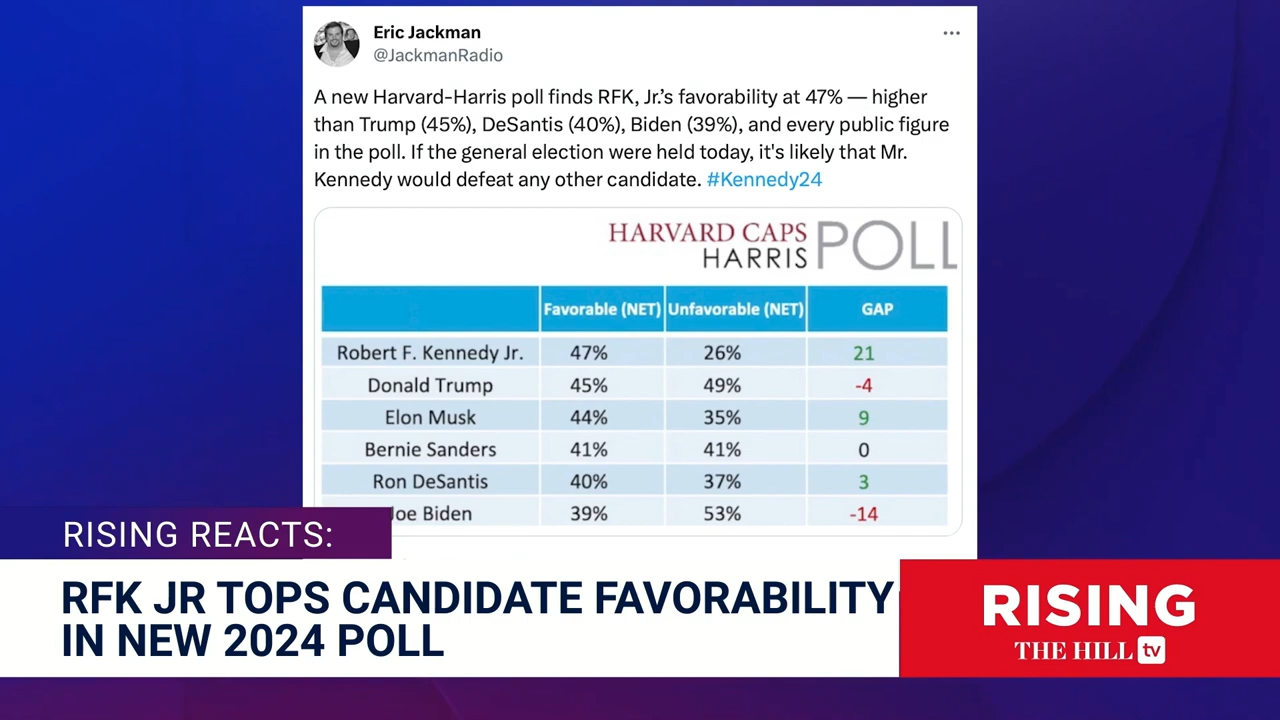 Eric Jackman
@JackmanRadio
A new Harvard-Harris poll finds RFK, Jr.'s favorability at 47% — higher
than Trump (45%), DeSantis (40%), Biden (39%), and every public figure
in the poll. If the general election were held today, it's likely that Mr.
Kennedy would defeat any other candidate. #Kennedy24
HARVARD CAPS
HARRIS POLL
Favorable (NET) Unfavorable (NET) GAP
Robert F. Kennedy Jr. 47% 26% 21
Donald Trump 45% 49% -4
Elon Musk 44% 35% 9
Bernie Sanders 41% 41% 0
Ron DeSantis 40% 37% 3
Joe Biden 39% 53% -14
RISING REACTS:
RFK JR TOPS CANDIDATE FAVORABILITY
IN NEW 2024 POLL
RISING
THE HILL tv